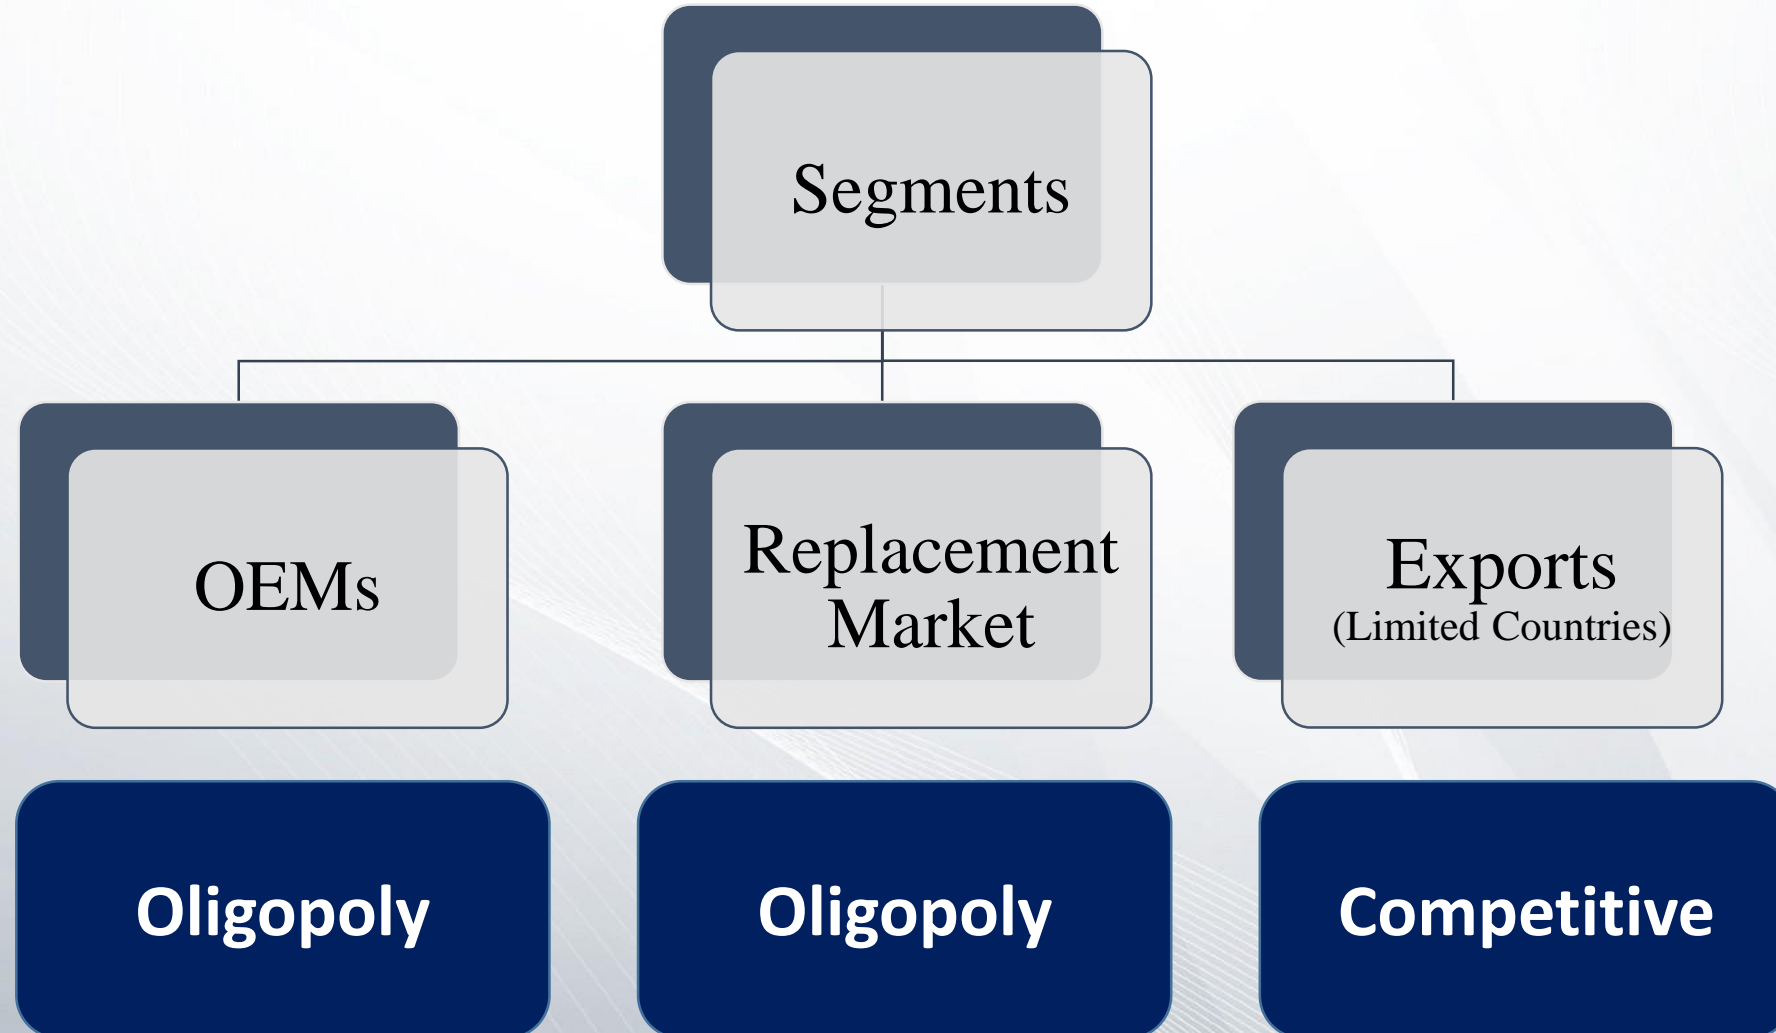 Segments
OEMs
Replacement
Market
Exports
(Limited Countries)
Oligopoly
Oligopoly
Competitive